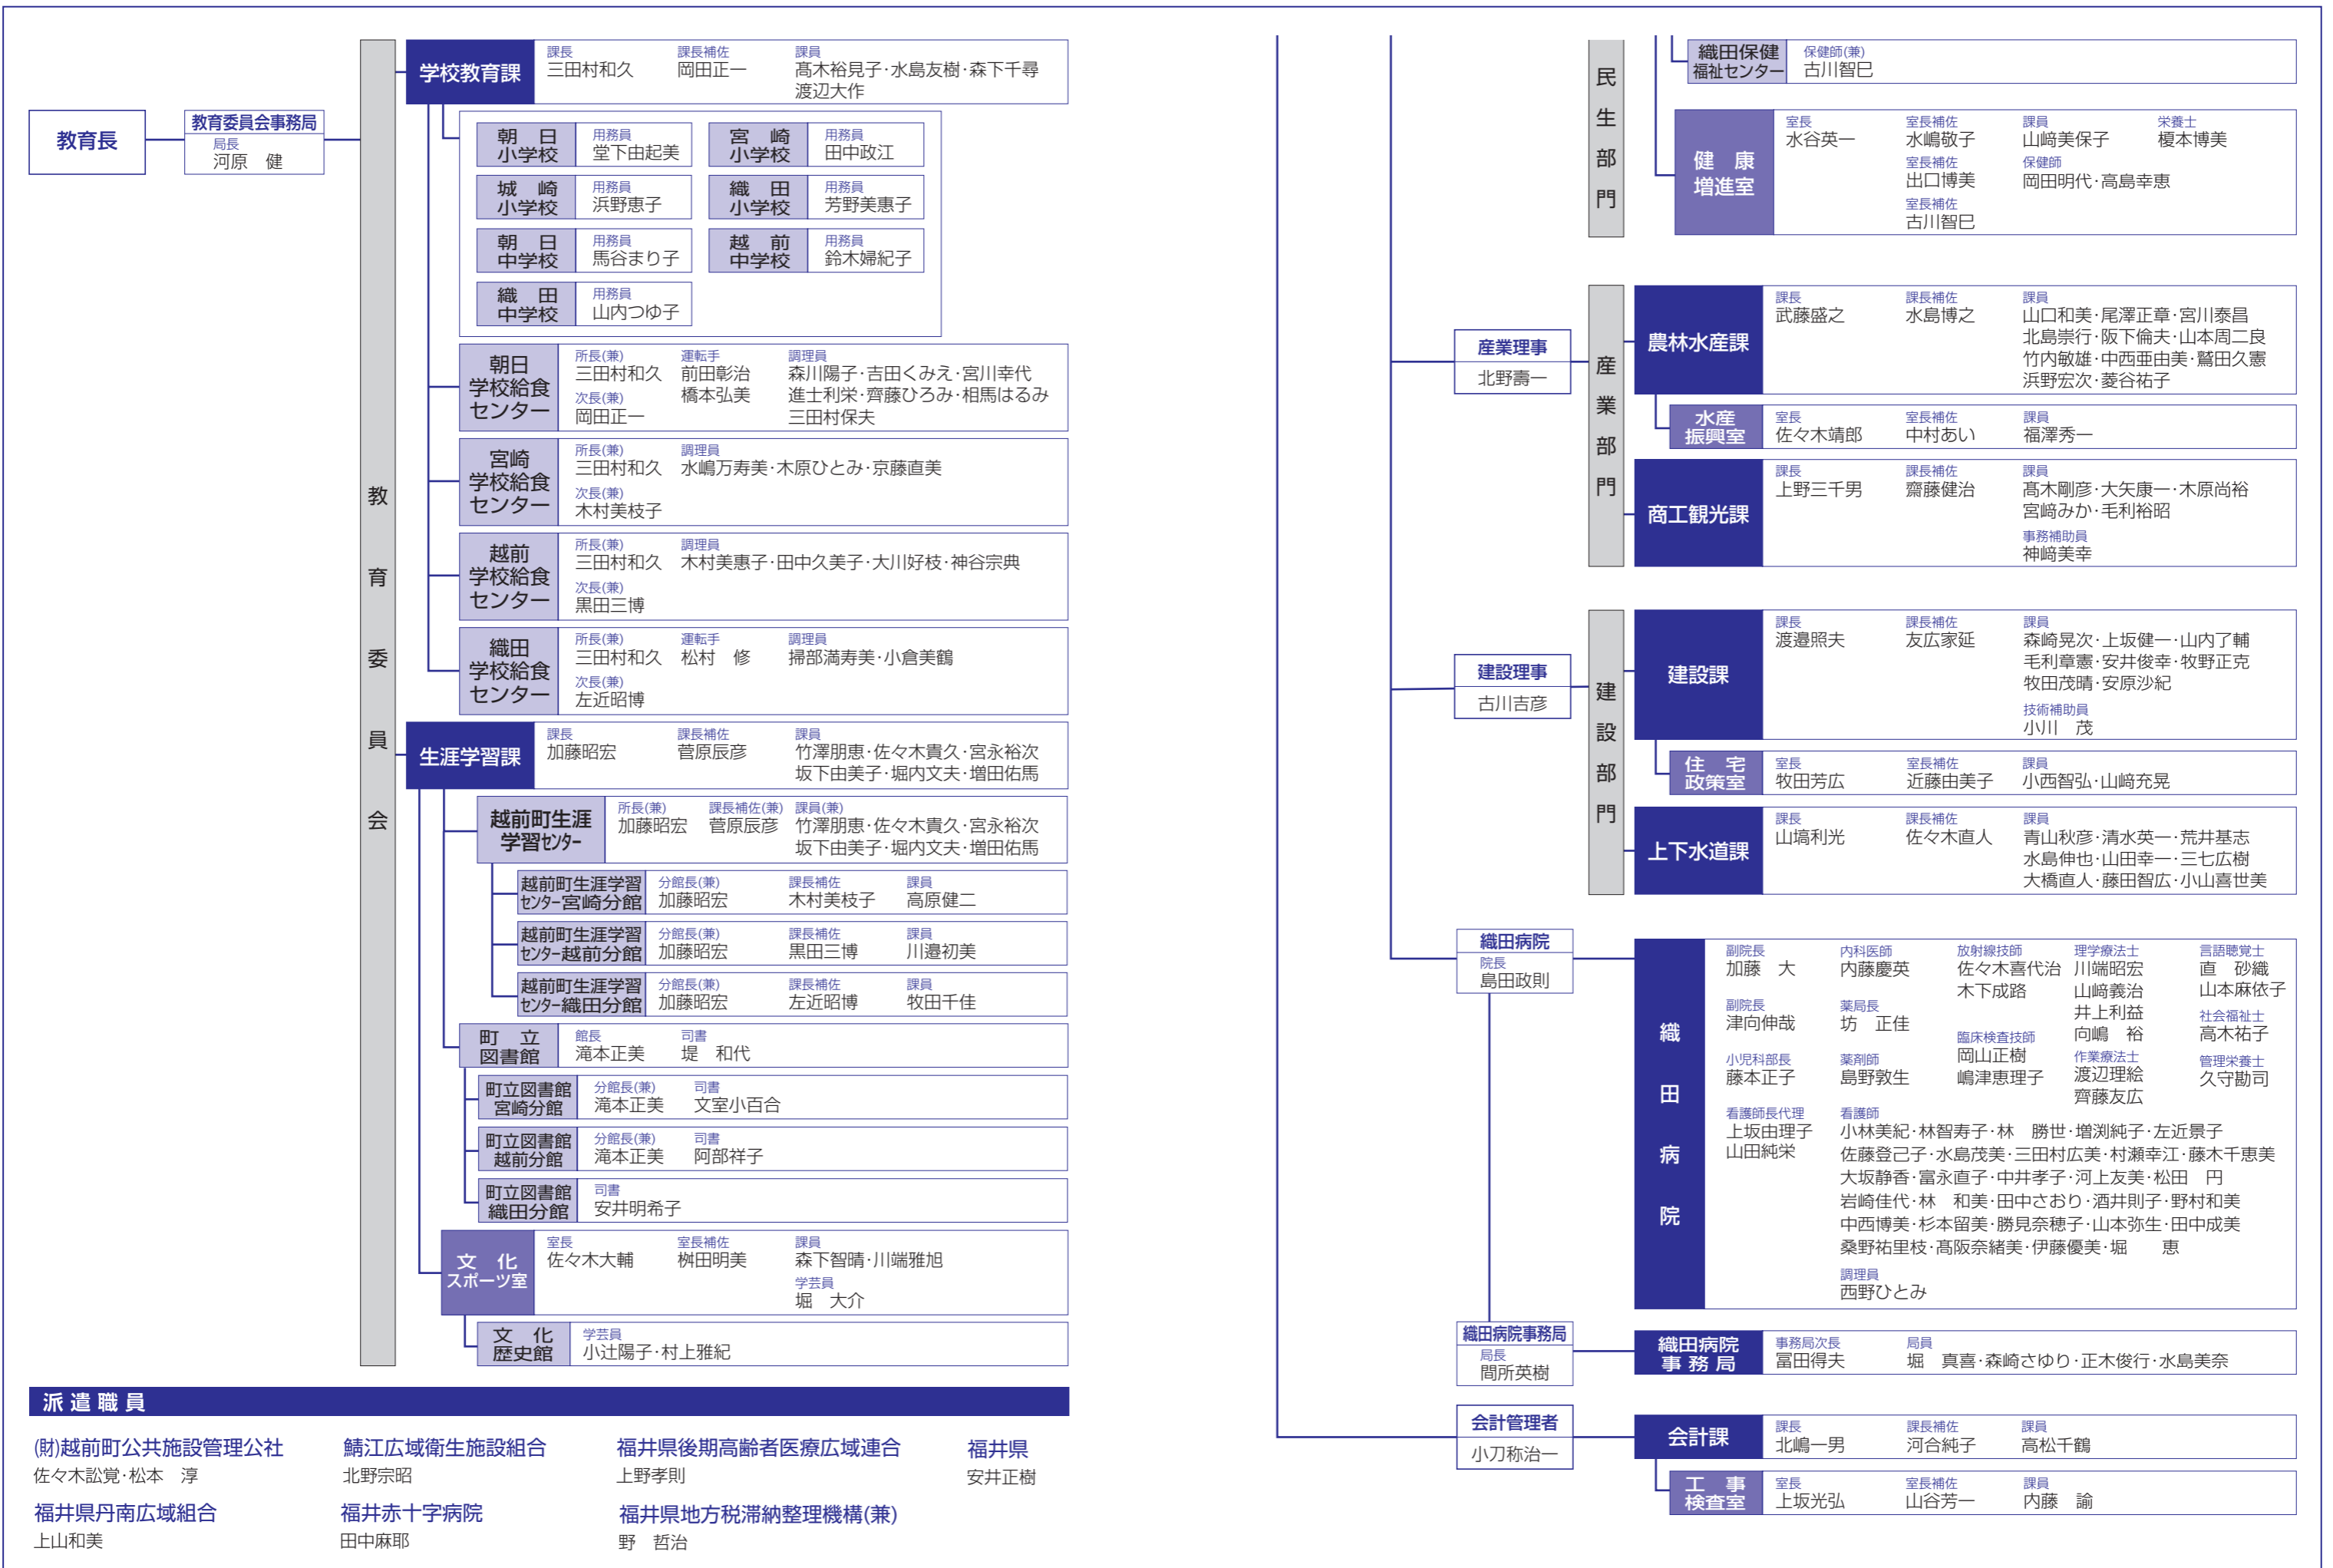 教育長
教育委員会事務局
局長
河原　健
教育委員会
学校教育課
課長
三田村和久
課長補佐
岡田正一
課員
髙木裕見子·水島友樹·森下千尋
渡辺大作
朝　日
小学校
用務員
堂下由起美
宮　崎
小学校
用務員
田中政江
城　崎
小学校
用務員
浜野恵子
織　田
小学校
用務員
芳野美惠子
朝　日
中学校
用務員
馬谷まり子
越　前
中学校
用務員
鈴木婦紀子
織　田
中学校
用務員
山内つゆ子
朝日
学校給食
センター
所長(兼)
三田村和久
次長(兼)
岡田正一
運転手
前田彰治
橋本弘美
調理員
森川陽子·吉田くみえ·宮川幸代
進士利栄·齊藤ひろみ·相馬はるみ
三田村保夫
宮崎
学校給食
センター
所長(兼)
三田村和久
次長(兼)
木村美枝子
調理員
水嶋万寿美·木原ひとみ·京藤直美
越前
学校給食
センター
所長(兼)
三田村和久
次長(兼)
黒田三博
調理員
木村美惠子·田中久美子·大川好枝·神谷宗典
織田
学校給食
センター
所長(兼)
三田村和久
次長(兼)
左近昭博
運転手
松村　修
調理員
掃部満寿美·小倉美鶴
生涯学習課
課長
加藤昭宏
課長補佐
菅原辰彦
課員
竹澤朋恵·佐々木貴久·宮永裕次
坂下由美子·堀内文夫·増田佑馬
越前町生涯
学習センター
所長(兼)
加藤昭宏
課長補佐(兼)
菅原辰彦
課員(兼)
竹澤朋恵·佐々木貴久·宮永裕次
坂下由美子·堀内文夫·増田佑馬
越前町生涯学習
センター宮崎分館
分館長(兼)
加藤昭宏
課長補佐
木村美枝子
課員
高原健二
越前町生涯学習
センター越前分館
分館長(兼)
加藤昭宏
課長補佐
黒田三博
課員
川邉初美
越前町生涯学習
センター織田分館
分館長(兼)
加藤昭宏
課長補佐
左近昭博
課員
牧田千佳
町　立
図書館
館長
滝本正美
司書
堤　和代
町立図書館
宮崎分館
分館長(兼)
滝本正美
司書
文室小百合
町立図書館
越前分館
分館長(兼)
滝本正美
司書
阿部祥子
町立図書館
織田分館
司書
安井明希子
文　化
スポーツ室
室長
佐々木大輔
室長補佐
桝田明美
課員
森下智晴·川端雅旭
学芸員
堀　大介
文　化
歴史館
学芸員
小辻陽子·村上雅紀
派遣職員
(財)越前町公共施設管理公社
佐々木訟覚·松本　淳
鯖江広域衛生施設組合
北野宗昭
福井県後期高齢者医療広域連合
上野孝則
福井県
安井正樹
福井県丹南広域組合
上山和美
福井赤十字病院
田中麻耶
福井県地方税滞納整理機構(兼)
野　哲治
民生部門
織田保健
福祉センター
保健師(兼)
古川智巳
健　康
増進室
室長
水谷英一
室長補佐
水嶋敬子
室長補佐
出口博美
室長補佐
古川智巳
課員
山﨑美保子
保健師
岡田明代·高島幸恵
栄養士
榎本博美
産業理事
北野壽一
産業部門
農林水産課
課長
武藤盛之
課長補佐
水島博之
課員
山口和美·尾澤正章·宮川泰昌
北島崇行·阪下倫夫·山本周二良
竹内敏雄·中西亜由美·鷲田久憲
浜野宏次·菱谷祐子
水産
振興室
室長
佐々木靖郎
室長補佐
中村あい
課員
福澤秀一
商工観光課
課長
上野三千男
課長補佐
齋藤健治
課員
髙木剛彦·大矢康一·木原尚裕
宮﨑みか·毛利裕昭
事務補助員
神﨑美幸
建設理事
古川吉彦
建設部門
建設課
課長
渡邉照夫
課長補佐
友広家延
課員
森崎晃次·上坂健一·山内了輔
毛利章憲·安井俊幸·牧野正克
牧田茂晴·安原沙紀
技術補助員
小川　茂
住　宅
政策室
室長
牧田芳広
室長補佐
近藤由美子
課員
小西智弘·山﨑充晃
上下水道課
課長
山塙利光
課長補佐
佐々木直人
課員
青山秋彦·清水英一·荒井基志
水島伸也·山田幸一·三七広樹
大橋直人·藤田智広·小山喜世美
織田病院
院長
島田政則
織田病院
副院長
加藤　大
副院長
津向伸哉
小児科部長
藤本正子
看護師長代理
上坂由理子
山田純栄
内科医師
内藤慶英
薬局長
坊　正佳
薬剤師
島野敦生
放射線技師
佐々木喜代治
木下成路
臨床検査技師
岡山正樹
嶋津恵理子
理学療法士
川端昭宏
山﨑義治
井上利益
向嶋　裕
作業療法士
渡辺理絵
齊藤友広
言語聴覚士
直　砂織
山本麻依子
社会福祉士
高木祐子
管理栄養士
久守勘司
看護師
小林美紀·林智寿子·林　勝世·増渕純子·左近景子
佐藤登己子·水島茂美·三田村広美·村瀬幸江·藤木千恵美
大坂静香·富永直子·中井孝子·河上友美·松田　円
岩崎佳代·林　和美·田中さおり·酒井則子·野村和美
中西博美·杉本留美·勝見奈穂子·山本弥生·田中成美
桑野祐里枝·髙阪奈緒美·伊藤優美·堀　　恵
調理員
西野ひとみ
織田病院事務局
局長
間所英樹
織田病院
事務局
事務局次長
冨田得夫
局員
堀　真喜·森崎さゆり·正木俊行·水島美奈
会計管理者
小刀称治一
会計課
課長
北嶋一男
課長補佐
河合純子
課員
高松千鶴
工　事
検査室
室長
上坂光弘
室長補佐
山谷芳一
課員
内藤　諭